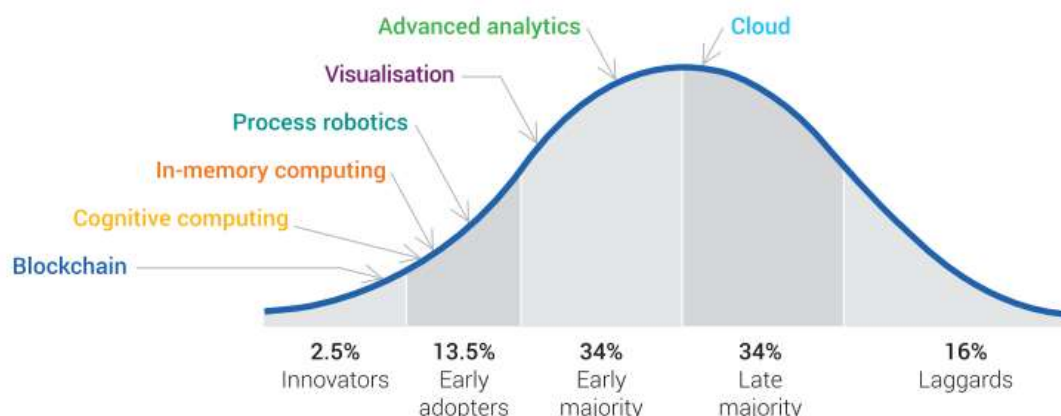 Advanced analytics
Cloud
Visualisation
Process robotics
In-memory computing
Cognitive computing
Blockchain
2.5%
Innovators
13.5%
Early
adopters
34%
Early
majority
34%
Late
majority
16%
Laggards